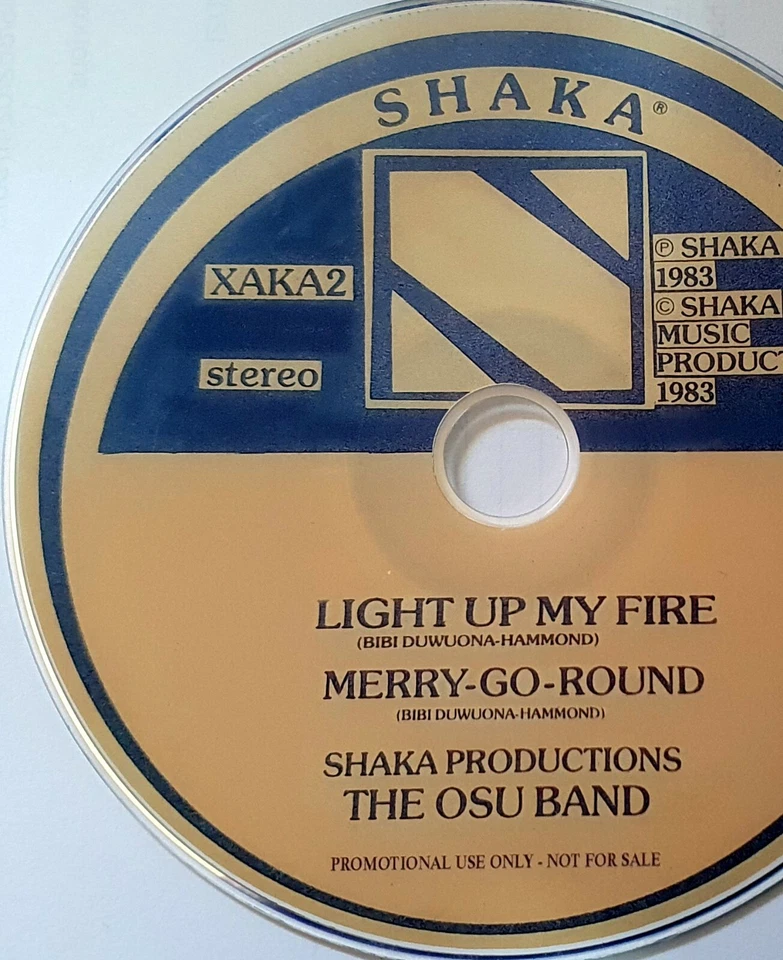 SHAKA®
XAKA2
stereo
℗ SHAKA
1983
© SHAKA
MUSIC
PRODUCT
1983
LIGHT UP MY FIRE
(BIBI DUWUONA-HAMMOND)
MERRY-GO-ROUND
(BIBI DUWUONA-HAMMOND)
SHAKA PRODUCTIONS
THE OSU BAND
PROMOTIONAL USE ONLY - NOT FOR SALE